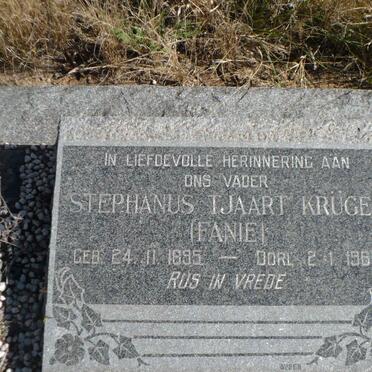 IN LIEFDEVOLLE HERINNERING AAN
ONS VADER
STEPHANUS TJAART KRUGE
(FANIE)
GEB. 24.11.1895 — OORL. 2.1.196
RUS IN VREDE